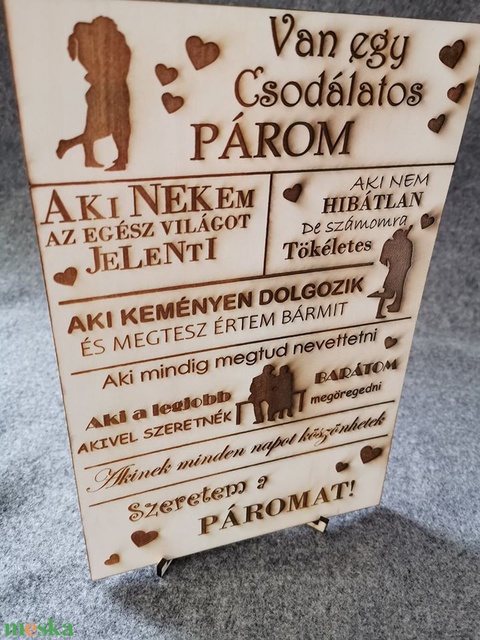 Van egy
Csodálatos
PÁROM
AKI NEKEM
AZ EGÉSZ VILÁGOT
JELENTI
AKI NEM
HIBÁTLAN
De számomra
Tökéletes
AKI KEMÉNYEN DOLGOZIK
ÉS MEGTESZ ÉRTEM BÁRMIT
Aki mindig megtud nevettetni
Aki a legjobb BARÁTOM
AKIVEL SZERETNÉK megöregedni
Akinek minden napot köszönhetek
Szeretem a
PÁROMAT!
meska